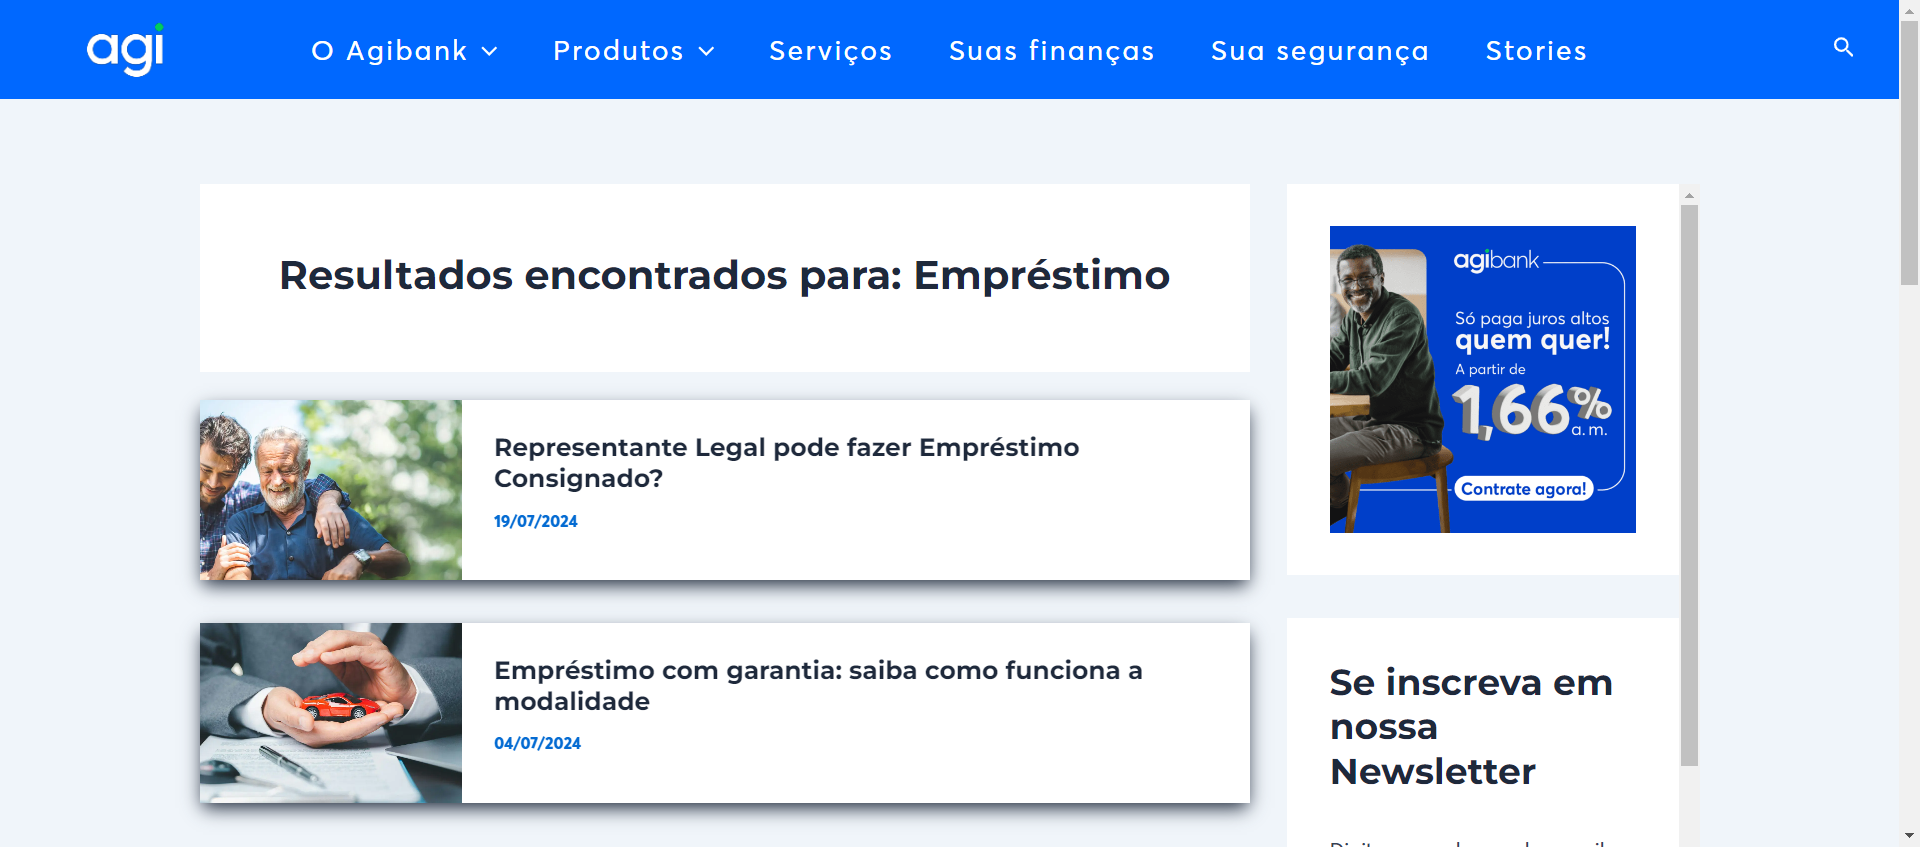 agi
O Agibank
Produtos
Serviços
Suas finanças
Sua segurança
Stories
Resultados encontrados para: Empréstimo
Representante Legal pode fazer Empréstimo
Consignado?
19/07/2024
Empréstimo com garantia: saiba como funciona a
modalidade
04/07/2024
agibank
Só paga juros altos
quem quer!
A partir de
1,66%
a.m.
Contrate agora!
Se inscreva em
nossa
Newsletter